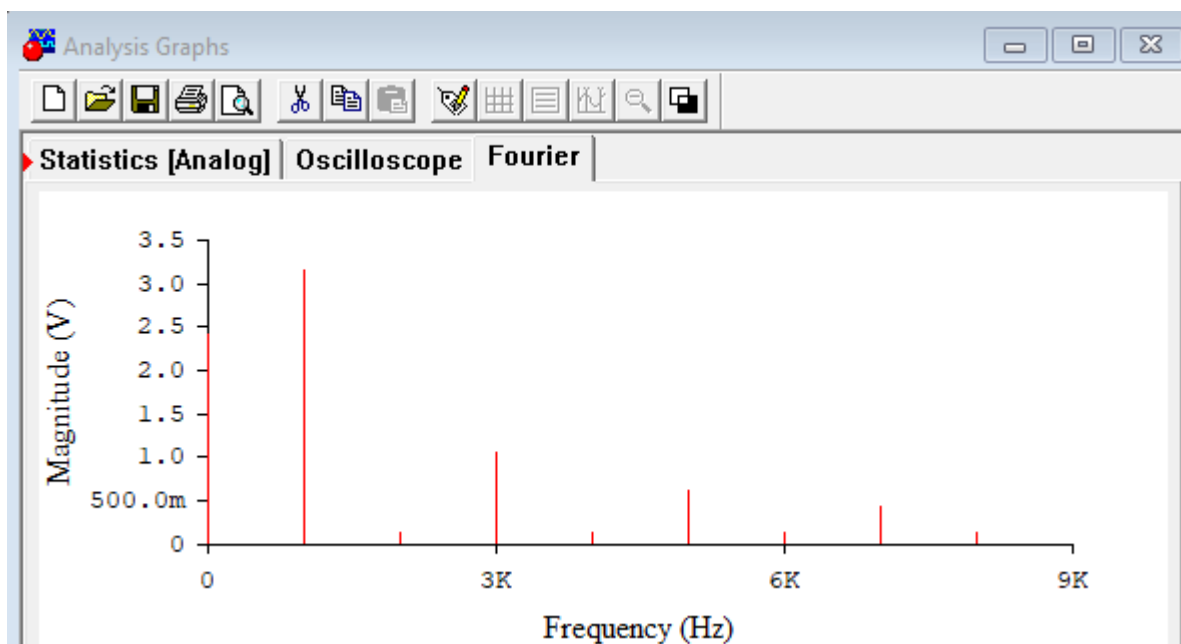 Analysis Graphs
Statistics [Analog] Oscilloscope Fourier
3.5
3.0
2.5
2.0
1.5
1.0
500.0m
0
Magnitude (V)
0 3K 6K 9K
Frequency (Hz)